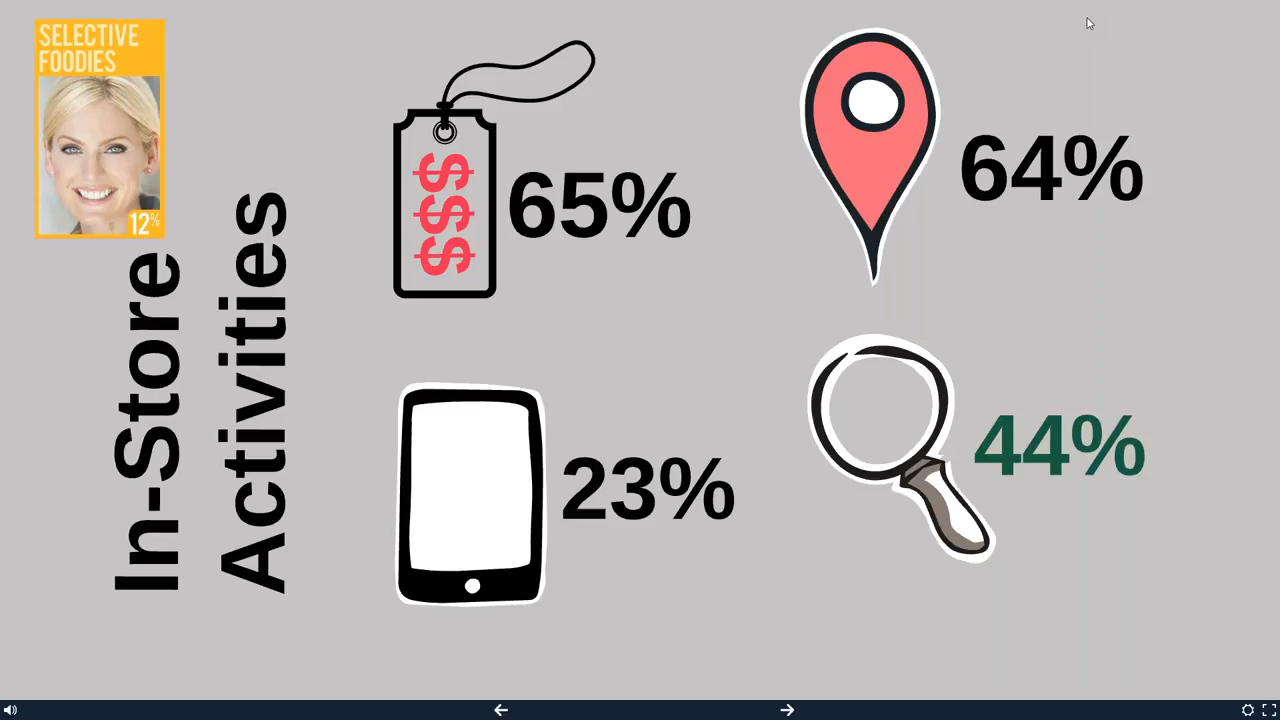 SELECTIVE
FOODIES
12%
In-Store
Activities
$$$
65%
64%
23%
44%